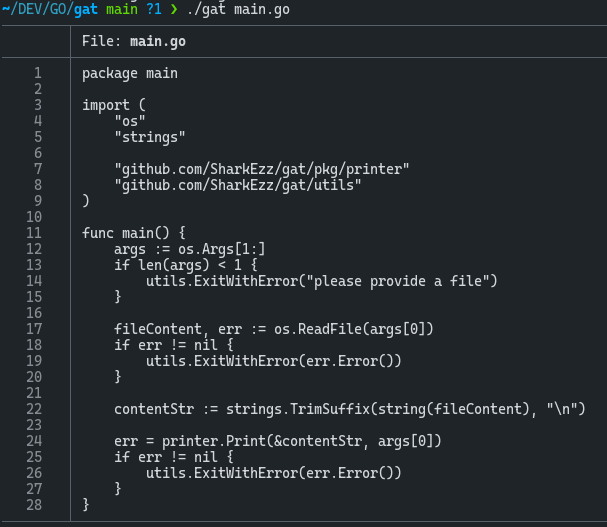 ~/DEV/GO/gat main ?1 ❯ ./gat main.go
File: main.go
1 package main
2
3 import (
4     "os"
5     "strings"
6
7     "github.com/SharkEzz/gat/pkg/printer"
8     "github.com/SharkEzz/gat/utils"
9 )
10
11 func main() {
12     args := os.Args[1:]
13     if len(args) < 1 {
14         utils.ExitWithError("please provide a file")
15     }
16
17     fileContent, err := os.ReadFile(args[0])
18     if err != nil {
19         utils.ExitWithError(err.Error())
20     }
21
22     contentStr := strings.TrimSuffix(string(fileContent), "\n")
23
24     err = printer.Print(&contentStr, args[0])
25     if err != nil {
26         utils.ExitWithError(err.Error())
27     }
28 }